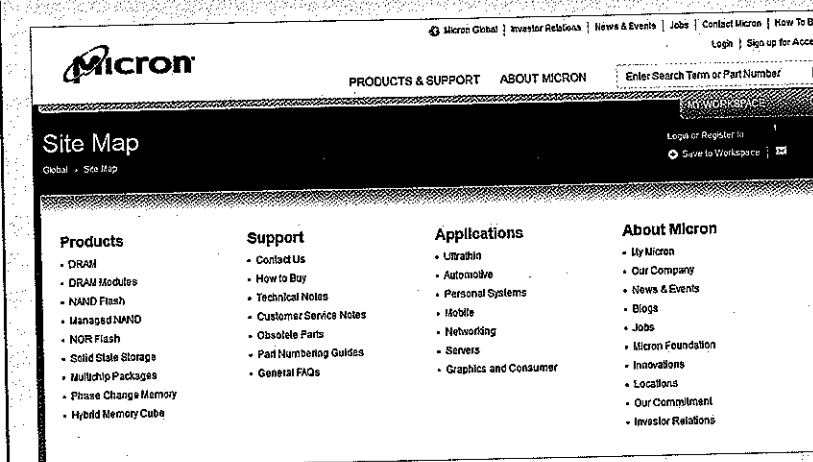 Micron Global | Investor Relations | News & Events | Jobs | Contact Micron | How To B
Login | Sign up for Acce
Micron
PRODUCTS & SUPPORT ABOUT MICRON Enter Search Term or Part Number
MY WORKSPACE
Site Map
Login or Register to
Global › Site Map
Save to Workspace |
Products
• DRAM
• DRAM Modules
• NAND Flash
• Managed NAND
• NOR Flash
• Solid State Storage
• Multichip Packages
• Phase Change Memory
• Hybrid Memory Cube
Support
• Contact Us
• How to Buy
• Technical Notes
• Customer Service Notes
• Obsolete Parts
• Part Numbering Guides
• General FAQs
Applications
• Ultrathin
• Automotive
• Personal Systems
• Mobile
• Networking
• Servers
• Graphics and Consumer
About Micron
• My Micron
• Our Company
• News & Events
• Blogs
• Jobs
• Micron Foundation
• Innovations
• Locations
• Our Commitment
• Investor Relations